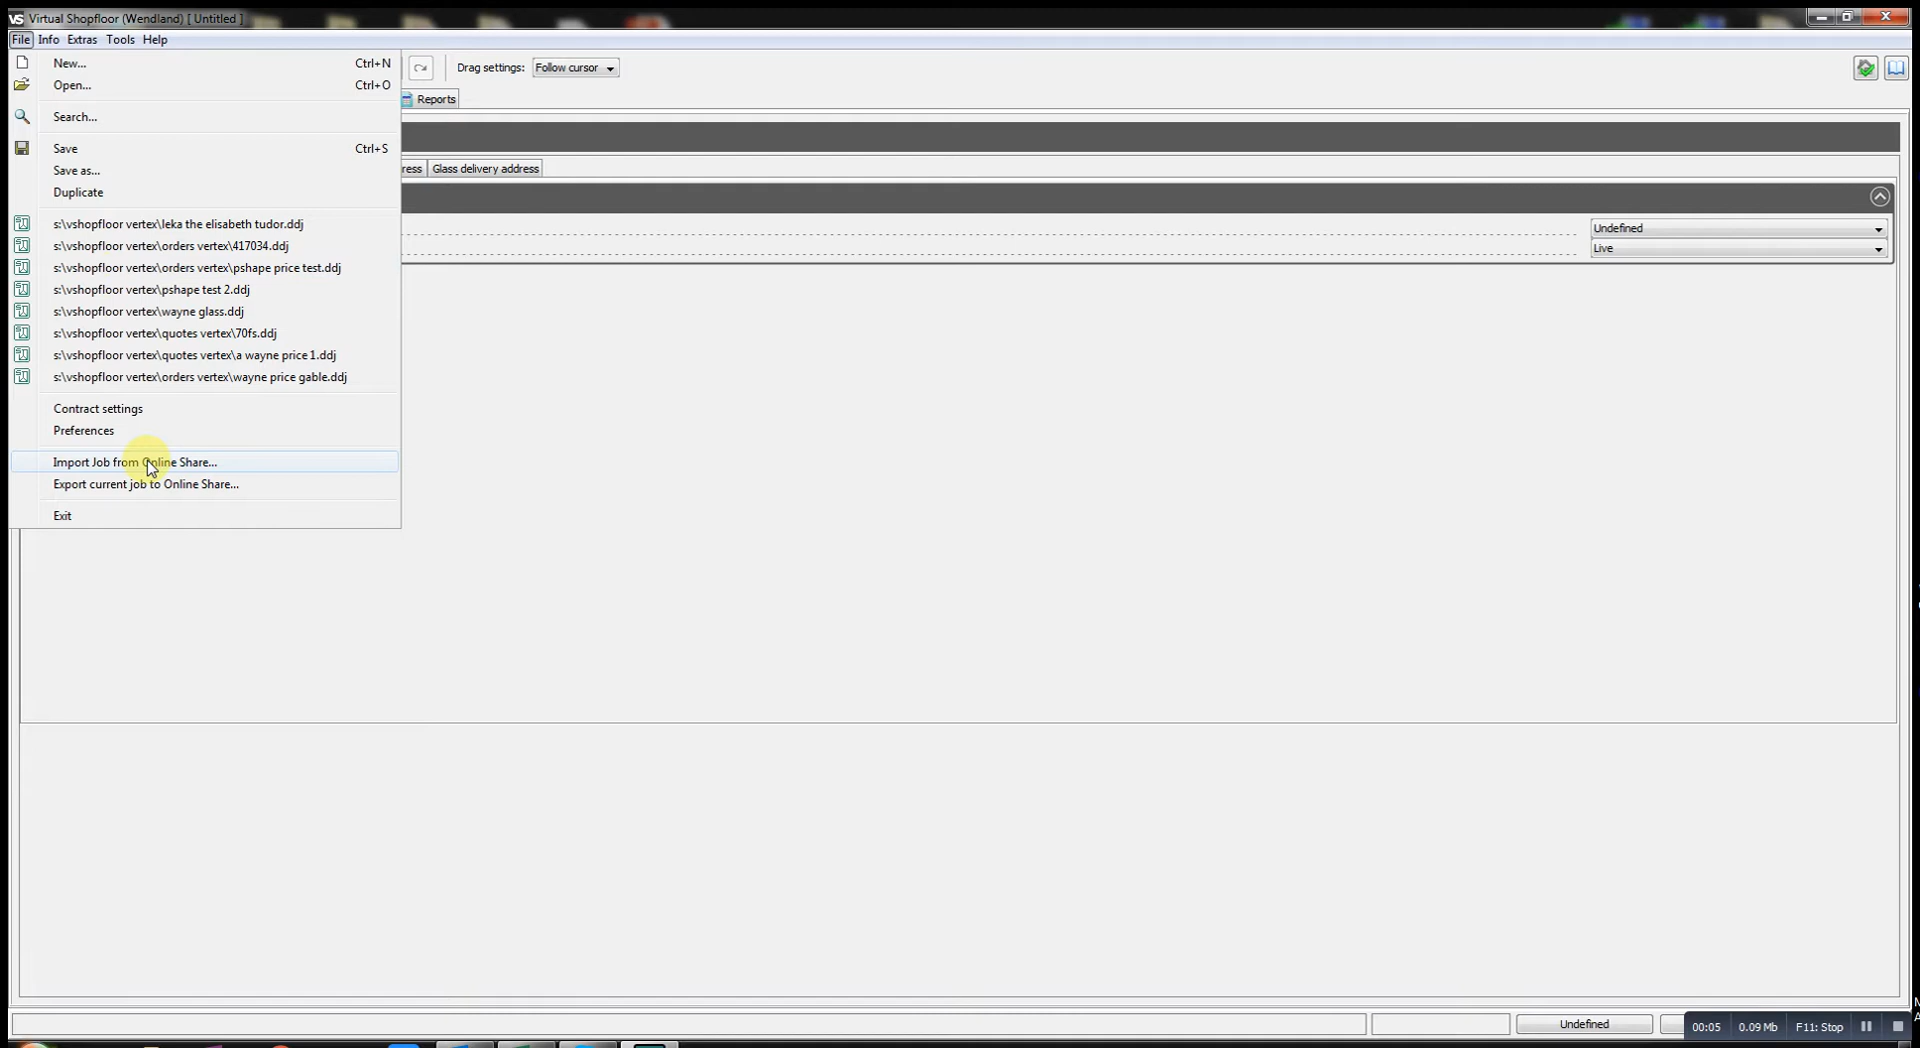 VS Virtual Shopfloor (Wendland) [ Untitled ]
File Info Extras Tools Help
New... Ctrl+N
Drag settings: Follow cursor
Open... Ctrl+O
Reports
Search...
Save Ctrl+S
Save as...
ress Glass delivery address
Duplicate
s:\vshopfloor vertex\leka the elisabeth tudor.ddj
Undefined
s:\vshopfloor vertex\orders vertex\417034.ddj
Live
s:\vshopfloor vertex\orders vertex\pshape price test.ddj
s:\vshopfloor vertex\pshape test 2.ddj
s:\vshopfloor vertex\wayne glass.ddj
s:\vshopfloor vertex\quotes vertex\70fs.ddj
s:\vshopfloor vertex\quotes vertex\a wayne price 1.ddj
s:\vshopfloor vertex\orders vertex\wayne price gable.ddj
Contract settings
Preferences
Import Job from Online Share...
Export current job to Online Share...
Exit
Undefined
00:05 0.09 Mb F11: Stop